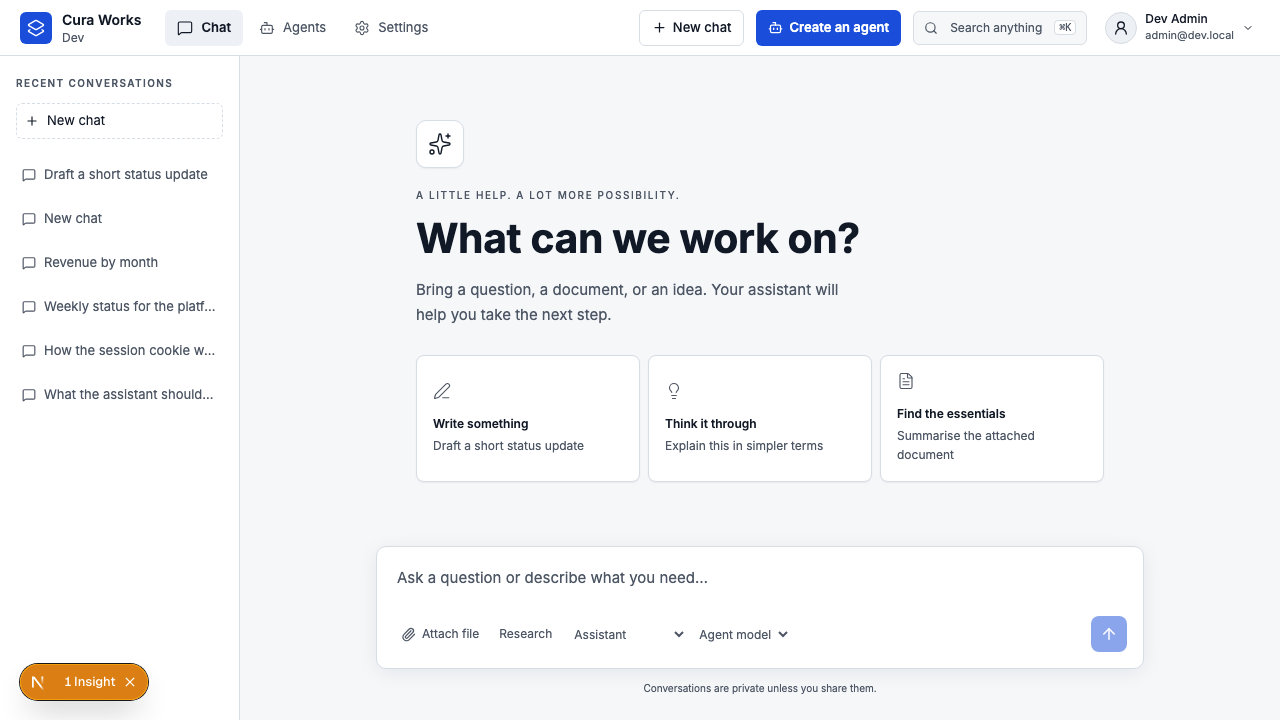 Cura Works
Dev
Chat
Agents
Settings
New chat
Create an agent
Search anything
⌘K
Dev Admin
admin@dev.local
RECENT CONVERSATIONS
New chat
Draft a short status update
New chat
Revenue by month
Weekly status for the platf...
How the session cookie w...
What the assistant should...
A LITTLE HELP. A LOT MORE POSSIBILITY.
What can we work on?
Bring a question, a document, or an idea. Your assistant will
help you take the next step.
Write something
Draft a short status update
Think it through
Explain this in simpler terms
Find the essentials
Summarise the attached
document
Ask a question or describe what you need...
Attach file
Research
Assistant
Agent model
Conversations are private unless you share them.
N
1 Insight